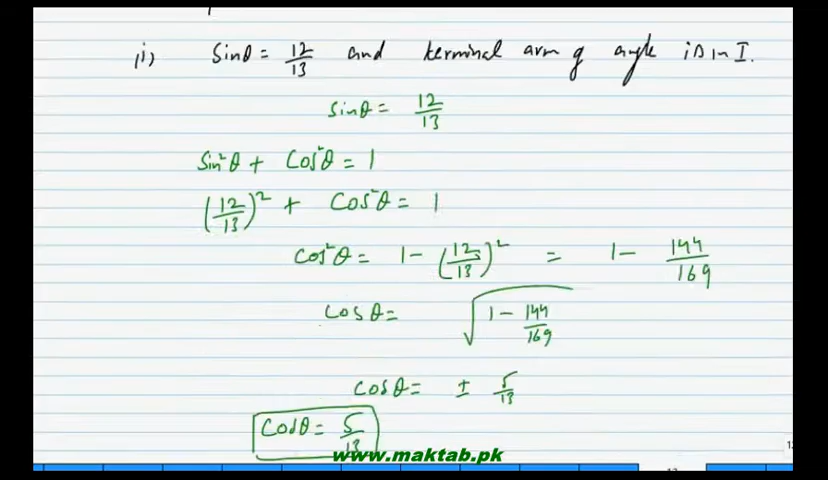 (i) Sinθ = 12/13 and terminal arm of angle is in I.
Sinθ = 12/13
Sin²θ + Cos²θ = 1
(12/13)² + Cos²θ = 1
Cos²θ = 1 - (12/13)² = 1 - 144/169
Cosθ = √(1 - 144/169)
Cosθ = ± 5/13
Cosθ = 5/13
www.maktab.pk